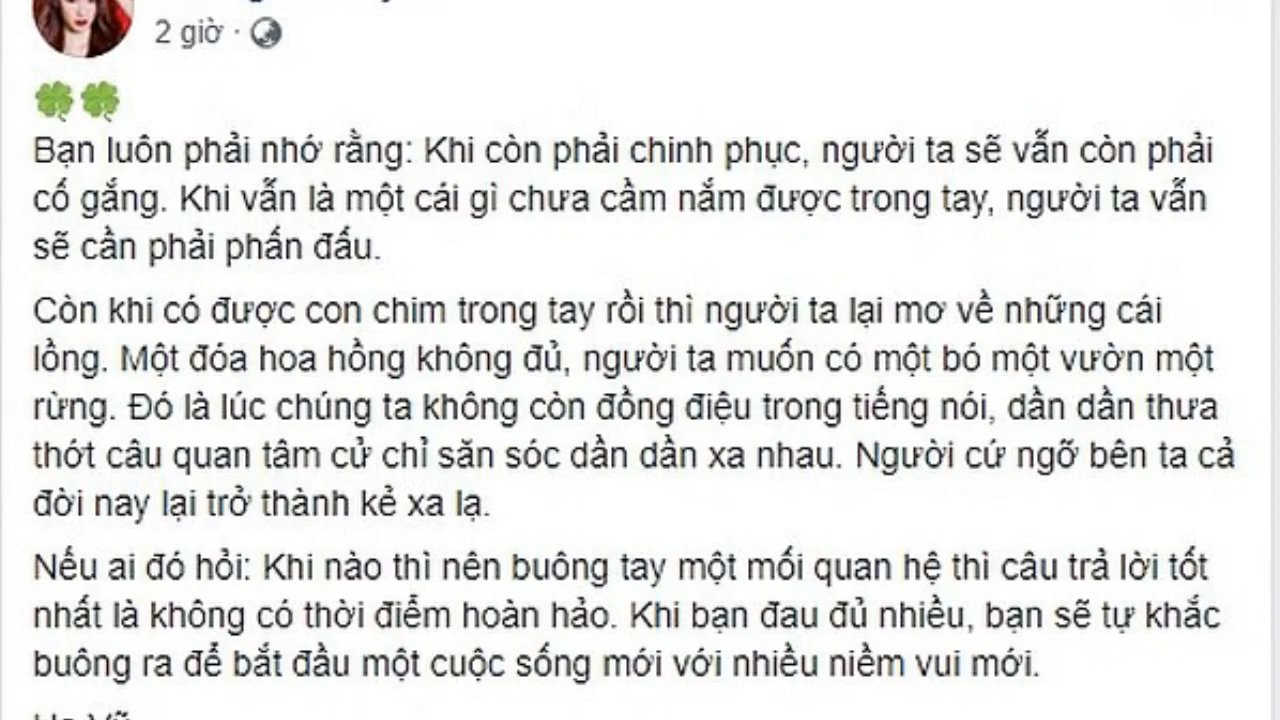 2 giờ ·
🍀🍀
Bạn luôn phải nhớ rằng: Khi còn phải chinh phục, người ta sẽ vẫn còn phải
cố gắng. Khi vẫn là một cái gì chưa cầm nắm được trong tay, người ta vẫn
sẽ cần phải phấn đấu.
Còn khi có được con chim trong tay rồi thì người ta lại mơ về những cái
lồng. Một đóa hoa hồng không đủ, người ta muốn có một bó một vườn một
rừng. Đó là lúc chúng ta không còn đồng điệu trong tiếng nói, dần dần thưa
thớt câu quan tâm cử chỉ săn sóc dần dần xa nhau. Người cứ ngỡ bên ta cả
đời nay lại trở thành kẻ xa lạ.
Nếu ai đó hỏi: Khi nào thì nên buông tay một mối quan hệ thì câu trả lời tốt
nhất là không có thời điểm hoàn hảo. Khi bạn đau đủ nhiều, bạn sẽ tự khắc
buông ra để bắt đầu một cuộc sống mới với nhiều niềm vui mới.